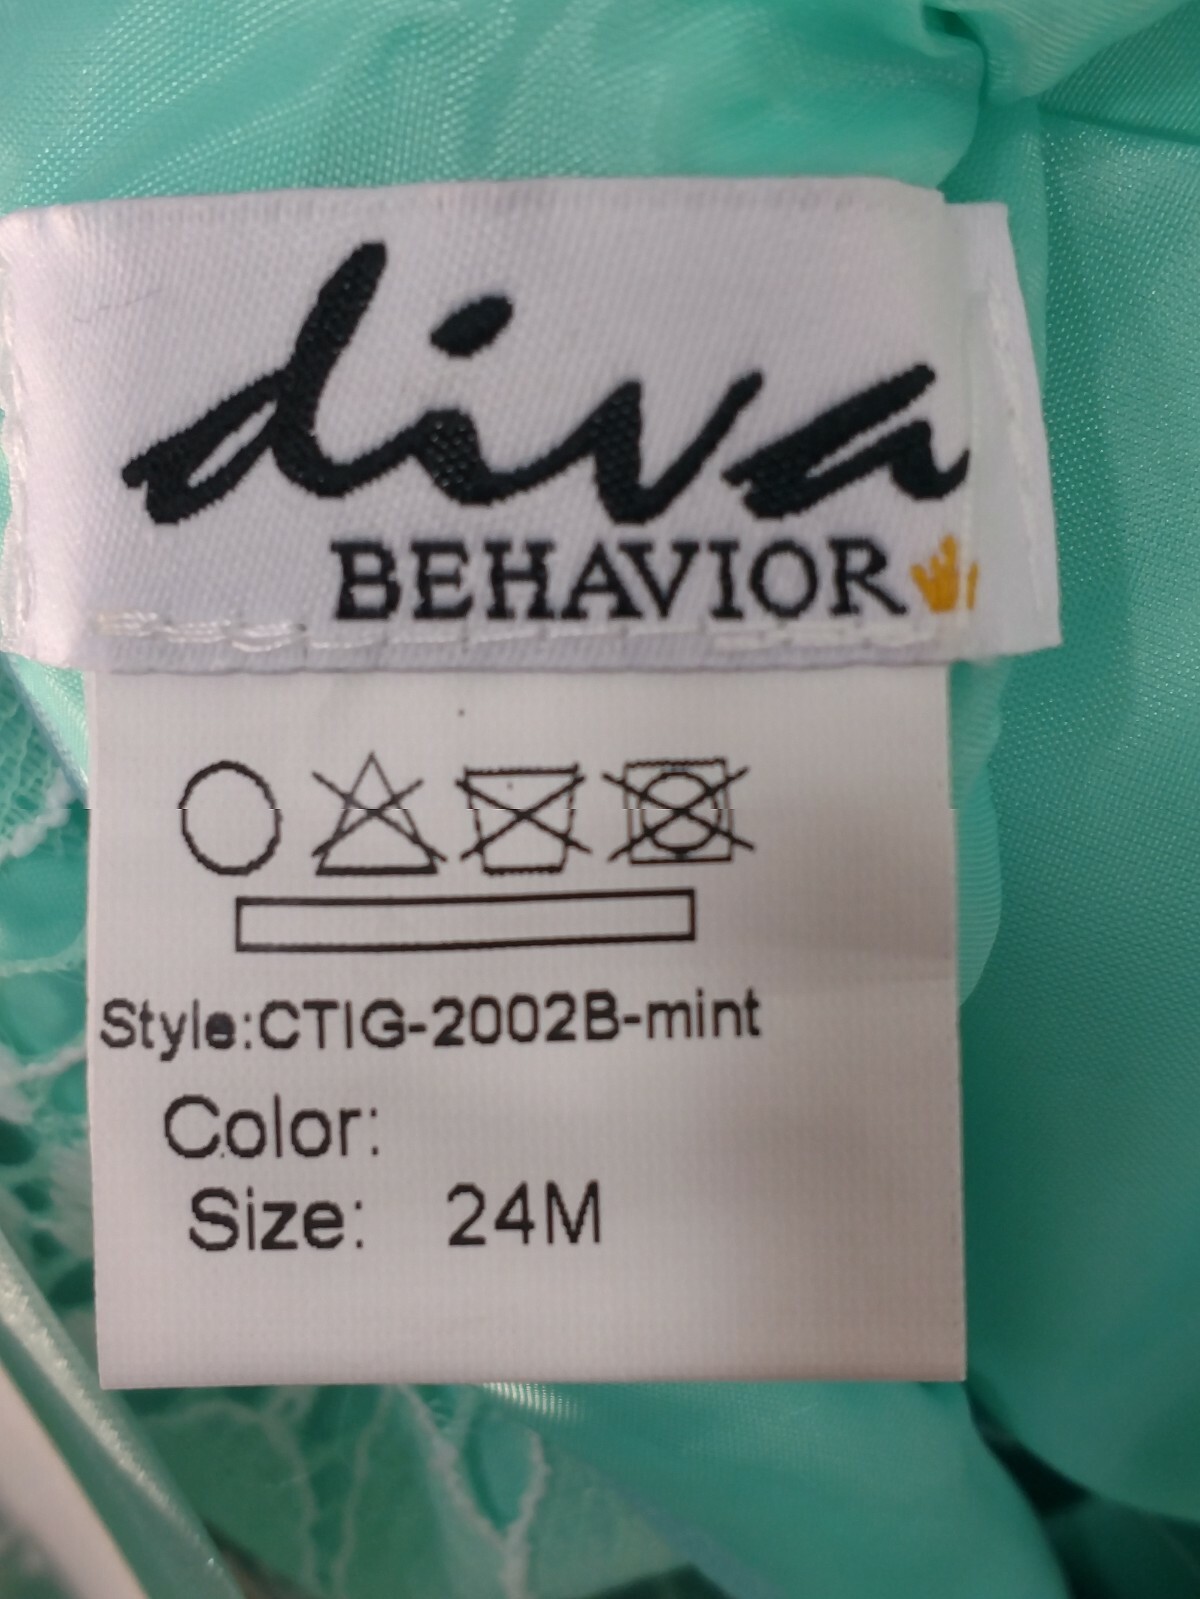 diva
BEHAVIOR
Style:CTIG-2002B-mint
Color:
Size: 24M